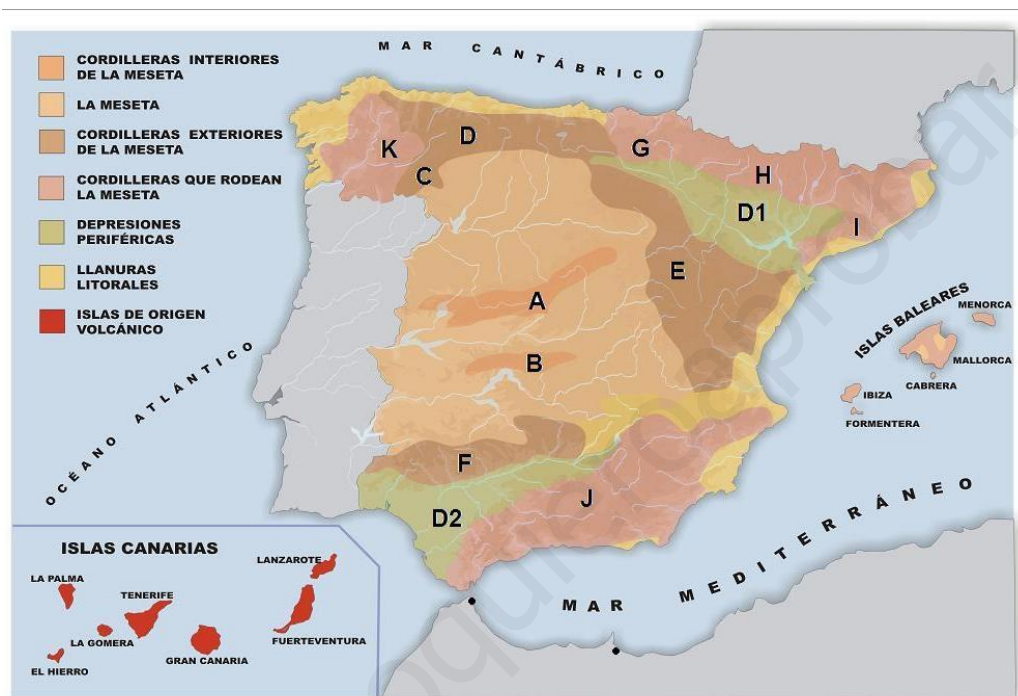 MAR CANTÁBRICO
CORDILLERAS INTERIORES
DE LA MESETA
LA MESETA
CORDILLERAS EXTERIORES
DE LA MESETA
CORDILLERAS QUE RODEAN
LA MESETA
DEPRESIONES
PERIFÉRICAS
LLANURAS
LITORALES
ISLAS DE ORIGEN
VOLCÁNICO
D
K
C
G
H
D1
I
E
A
B
F
D2
J
ISLAS BALEARES
MENORCA
MALLORCA
CABRERA
IBIZA
FORMENTERA
OCÉANO ATLÁNTICO
MAR MEDITERRÁNEO
ISLAS CANARIAS
LANZAROTE
LA PALMA
TENERIFE
LA GOMERA
FUERTEVENTURA
GRAN CANARIA
EL HIERRO